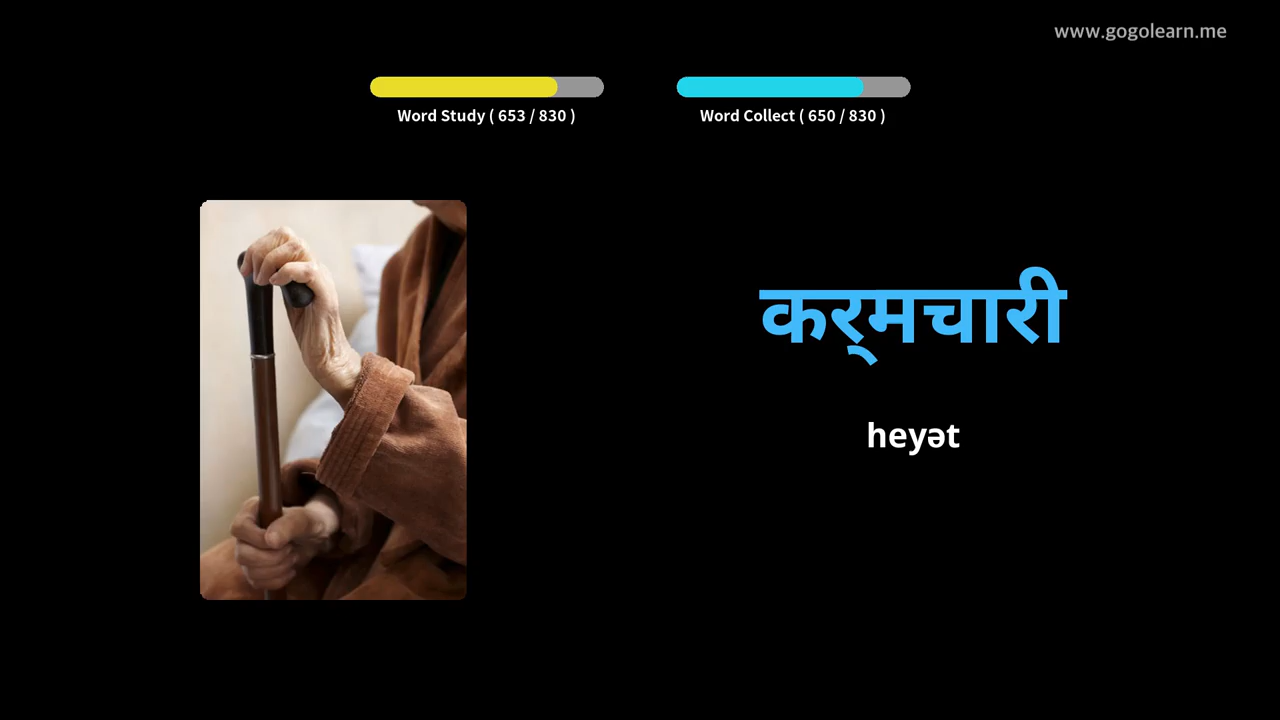 www.gogolearn.me
Word Study ( 653 / 830 )
Word Collect ( 650 / 830 )
कर्‌मचारी
heyət